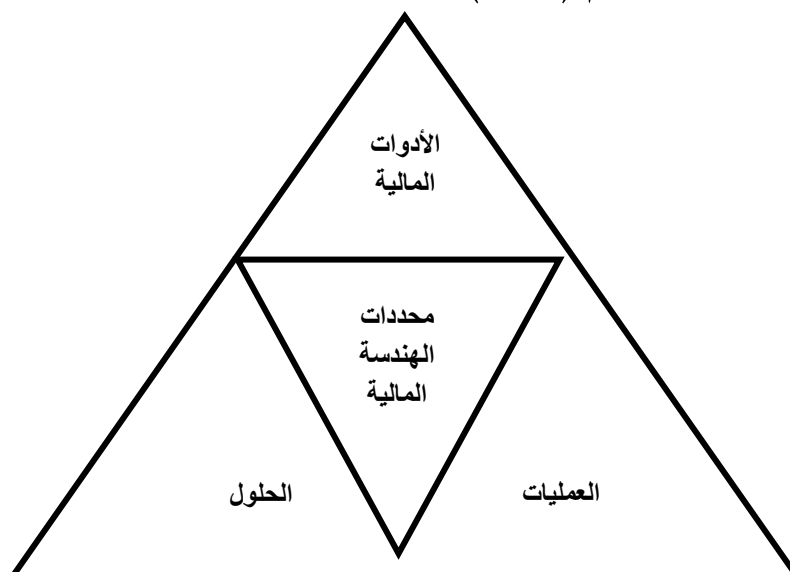 الأدوات
المالية
محددات
الهندسة
المالية
العمليات
الحلول